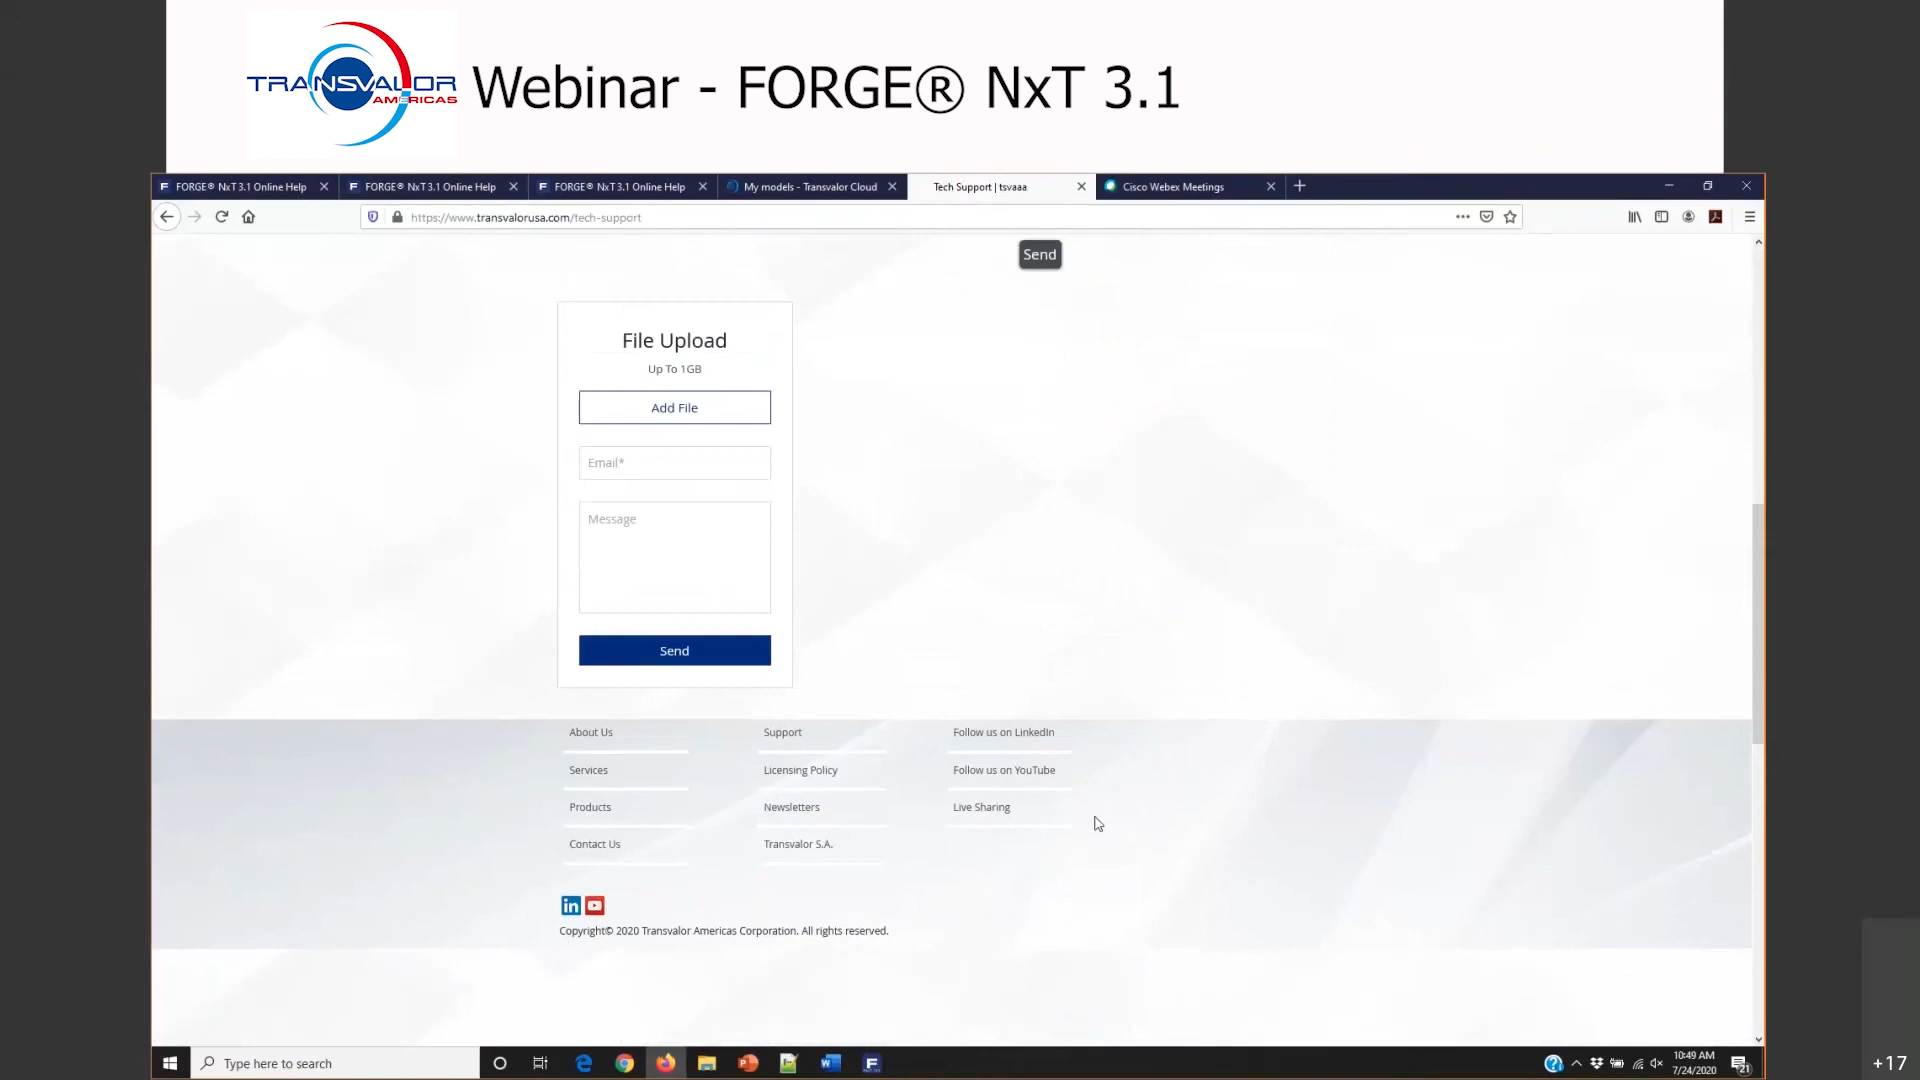 TRANSVALOR
AMERICAS
Webinar - FORGE® NxT 3.1
FORGE® NxT 3.1 Online Help
FORGE® NxT 3.1 Online Help
FORGE® NxT 3.1 Online Help
My models - Transvalor Cloud
Tech Support | tsvaaa
Cisco Webex Meetings
https://www.transvalorusa.com/tech-support
Send
File Upload
Up To 1GB
Add File
Email*
Message
Send
About Us
Support
Follow us on LinkedIn
Services
Licensing Policy
Follow us on YouTube
Products
Newsletters
Live Sharing
Contact Us
Transvalor S.A.
Copyright© 2020 Transvalor Americas Corporation. All rights reserved.
Type here to search
10:49 AM
7/24/2020
21
+17